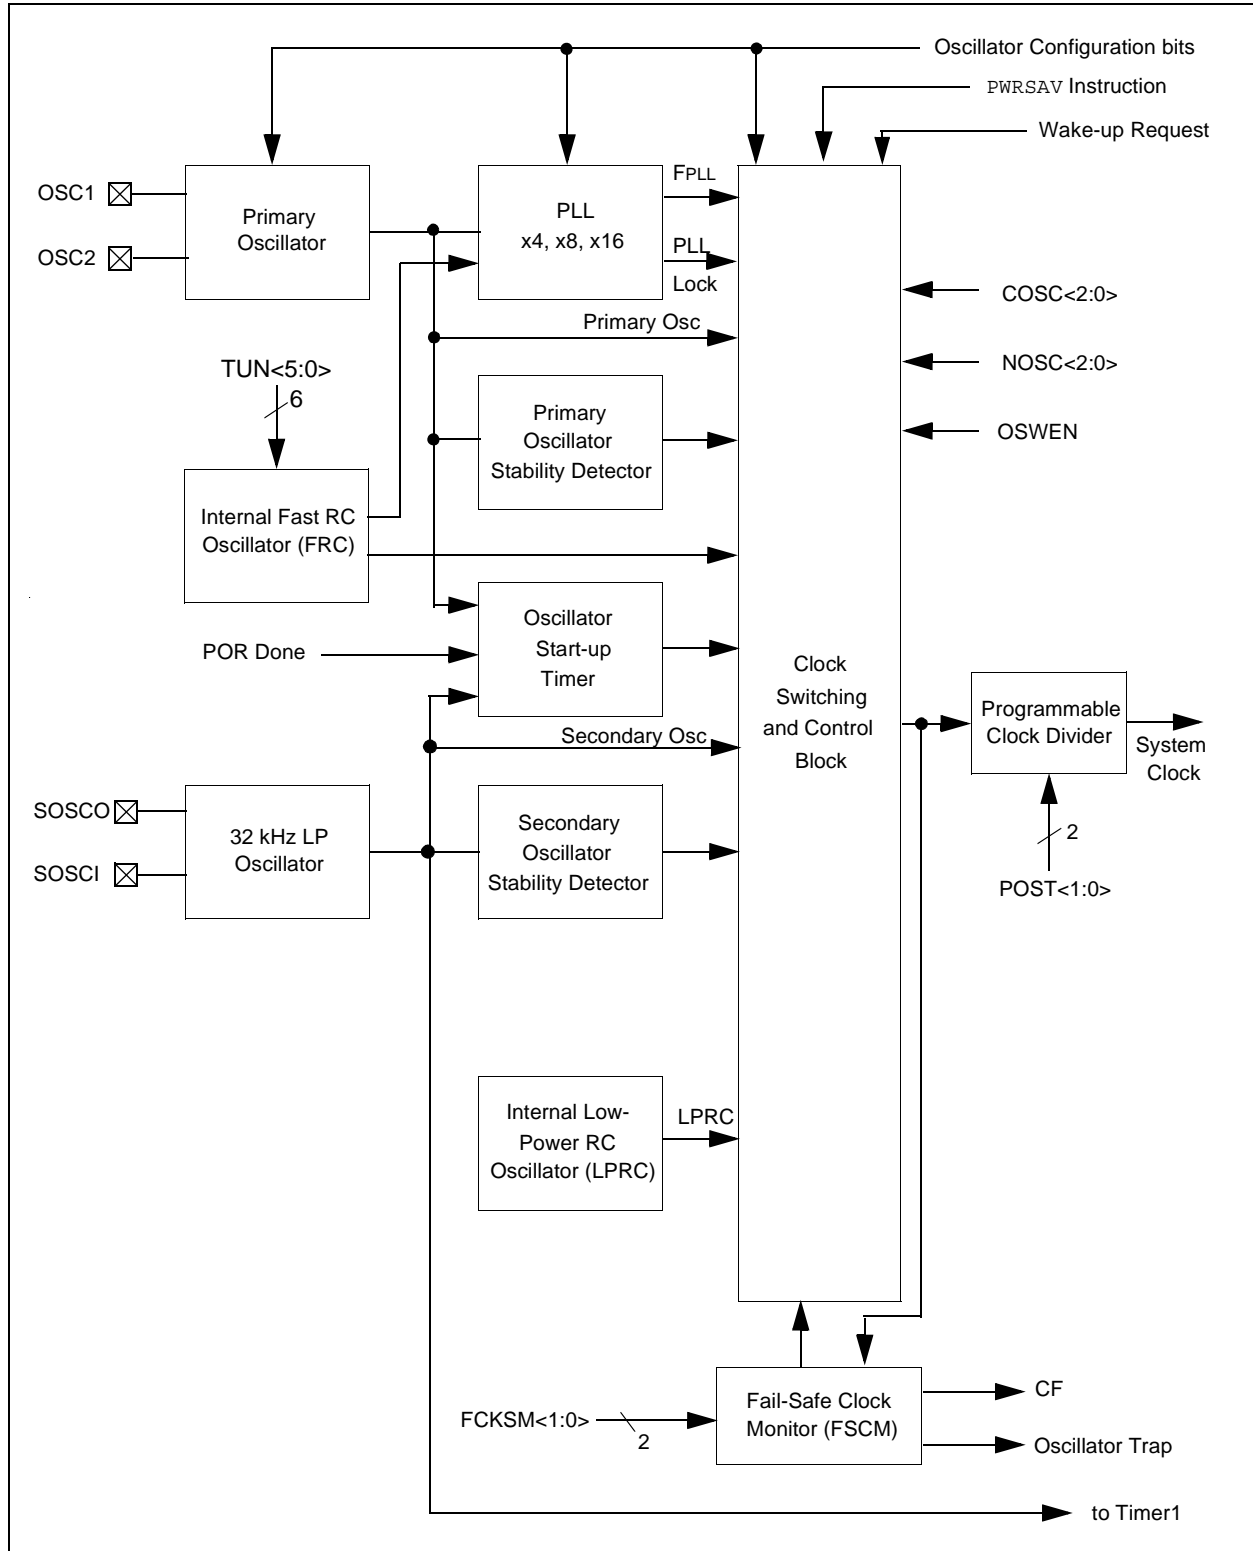 Oscillator Configuration bits
PWRSAV Instruction
Wake-up Request
OSC1
OSC2
Primary
Oscillator
PLL
x4, x8, x16
FPLL
PLL
Lock
COSC<2:0>
Primary Osc
NOSC<2:0>
TUN<5:0>
6
Primary
Oscillator
Stability Detector
OSWEN
Internal Fast RC
Oscillator (FRC)
Oscillator
Start-up
Timer
POR Done
Clock
Switching
and Control
Block
Programmable
Clock Divider
System
Clock
Secondary Osc
SOSCO
SOSCI
32 kHz LP
Oscillator
Secondary
Oscillator
Stability Detector
2
POST<1:0>
Internal Low-
Power RC
Oscillator (LPRC)
LPRC
FCKSM<1:0>
2
Fail-Safe Clock
Monitor (FSCM)
CF
Oscillator Trap
to Timer1